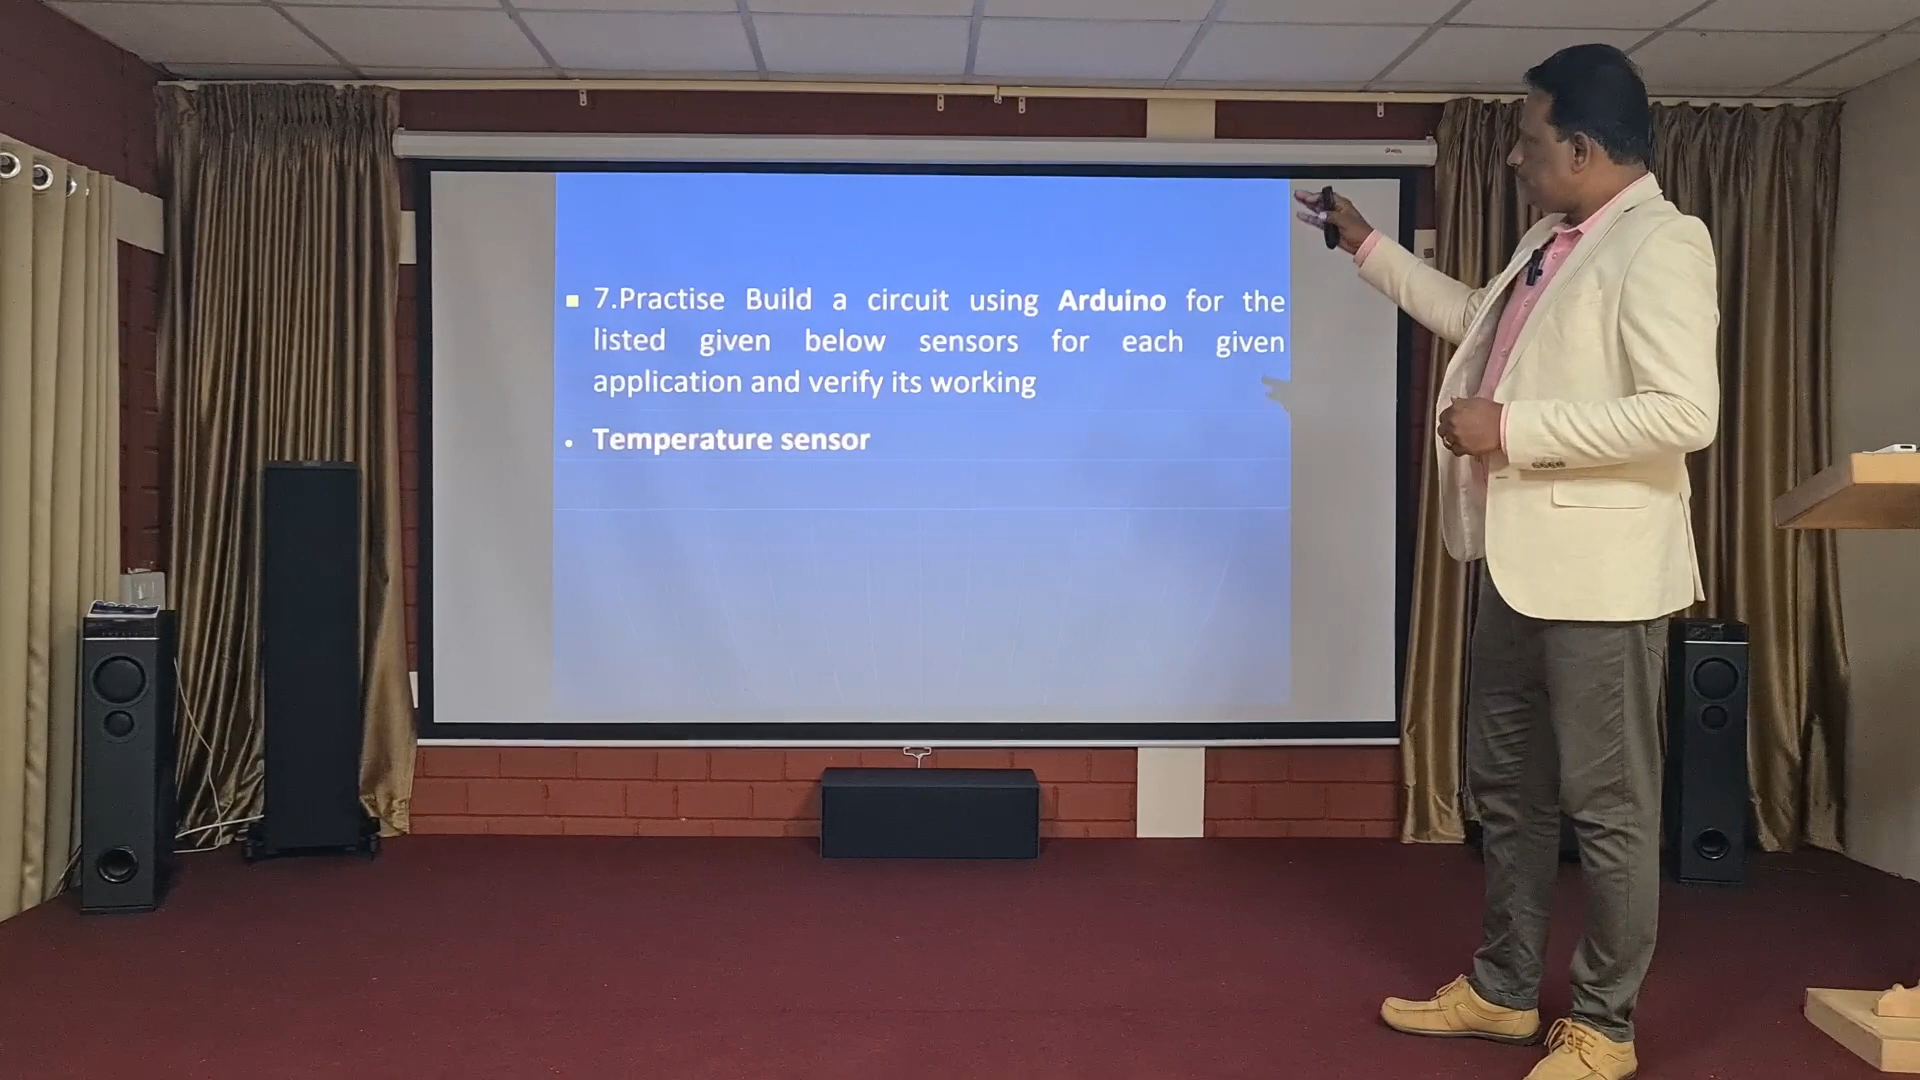 7.Practise Build a circuit using Arduino for the
listed given below sensors for each given
application and verify its working
Temperature sensor